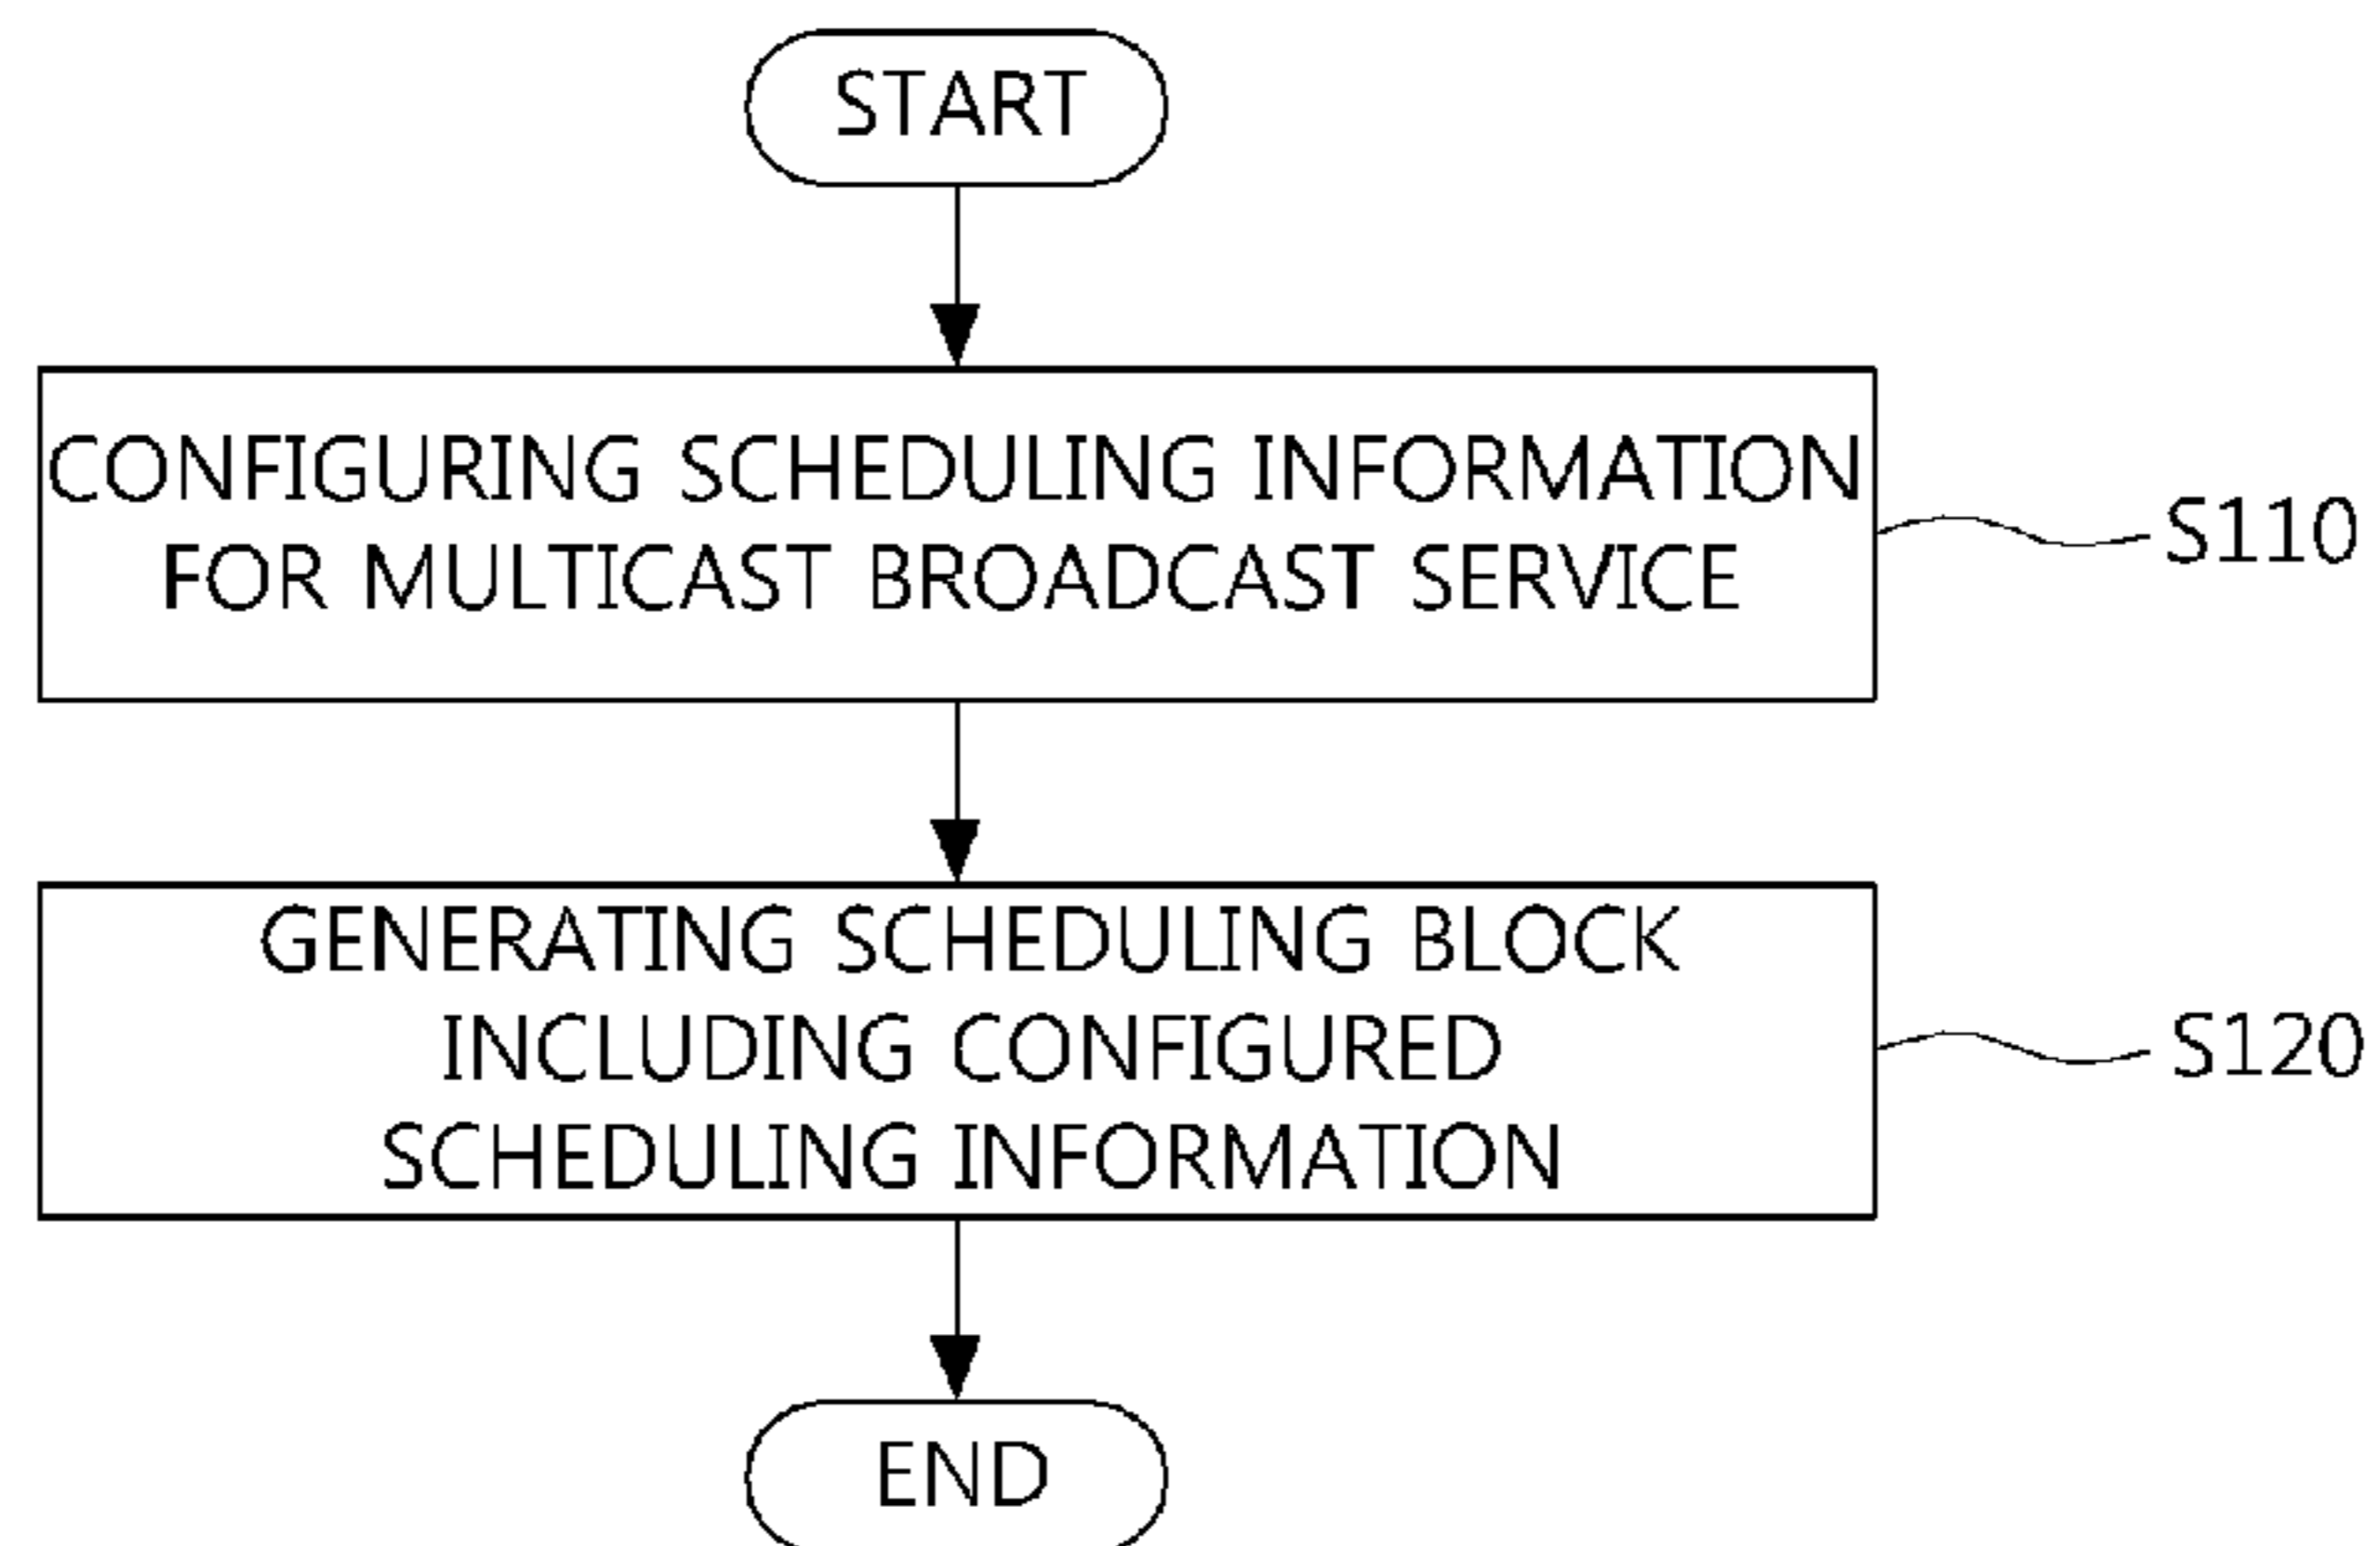 START
CONFIGURING SCHEDULING INFORMATION
FOR MULTICAST BROADCAST SERVICE
S110
GENERATING SCHEDULING BLOCK
INCLUDING CONFIGURED
SCHEDULING INFORMATION
S120
END